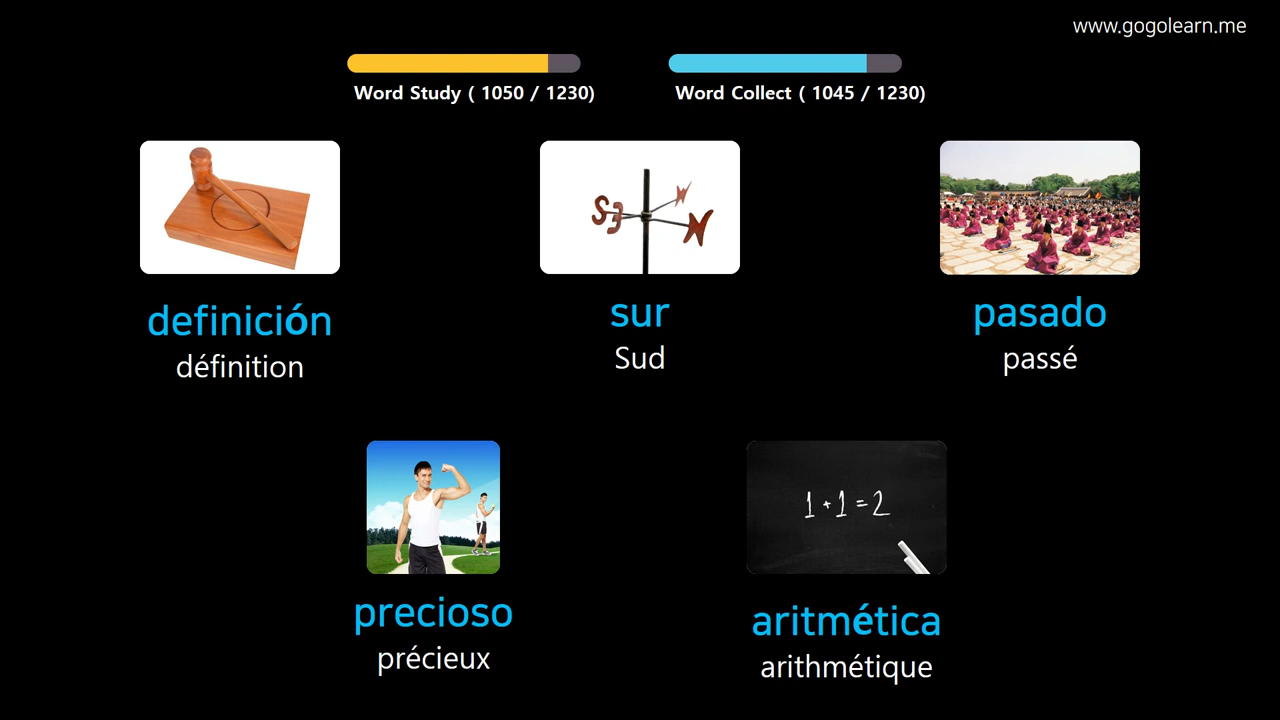 www.gogolearn.me
Word Study ( 1050 / 1230)
Word Collect ( 1045 / 1230)
S E N W
definición
définition
sur
Sud
pasado
passé
1 + 1 = 2
precioso
précieux
aritmética
arithmétique